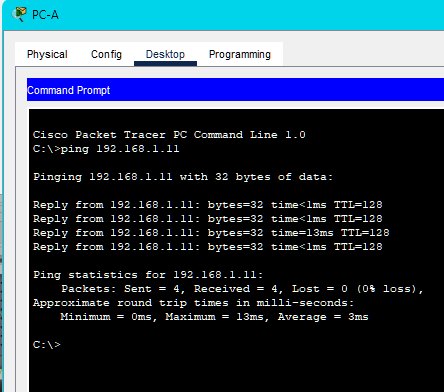 PC-A
Physical Config Desktop Programming
Command Prompt
Cisco Packet Tracer PC Command Line 1.0
C:\>ping 192.168.1.11
Pinging 192.168.1.11 with 32 bytes of data:
Reply from 192.168.1.11: bytes=32 time<1ms TTL=128
Reply from 192.168.1.11: bytes=32 time<1ms TTL=128
Reply from 192.168.1.11: bytes=32 time=13ms TTL=128
Reply from 192.168.1.11: bytes=32 time<1ms TTL=128
Ping statistics for 192.168.1.11:
Packets: Sent = 4, Received = 4, Lost = 0 (0% loss),
Approximate round trip times in milli-seconds:
Minimum = 0ms, Maximum = 13ms, Average = 3ms
C:\>